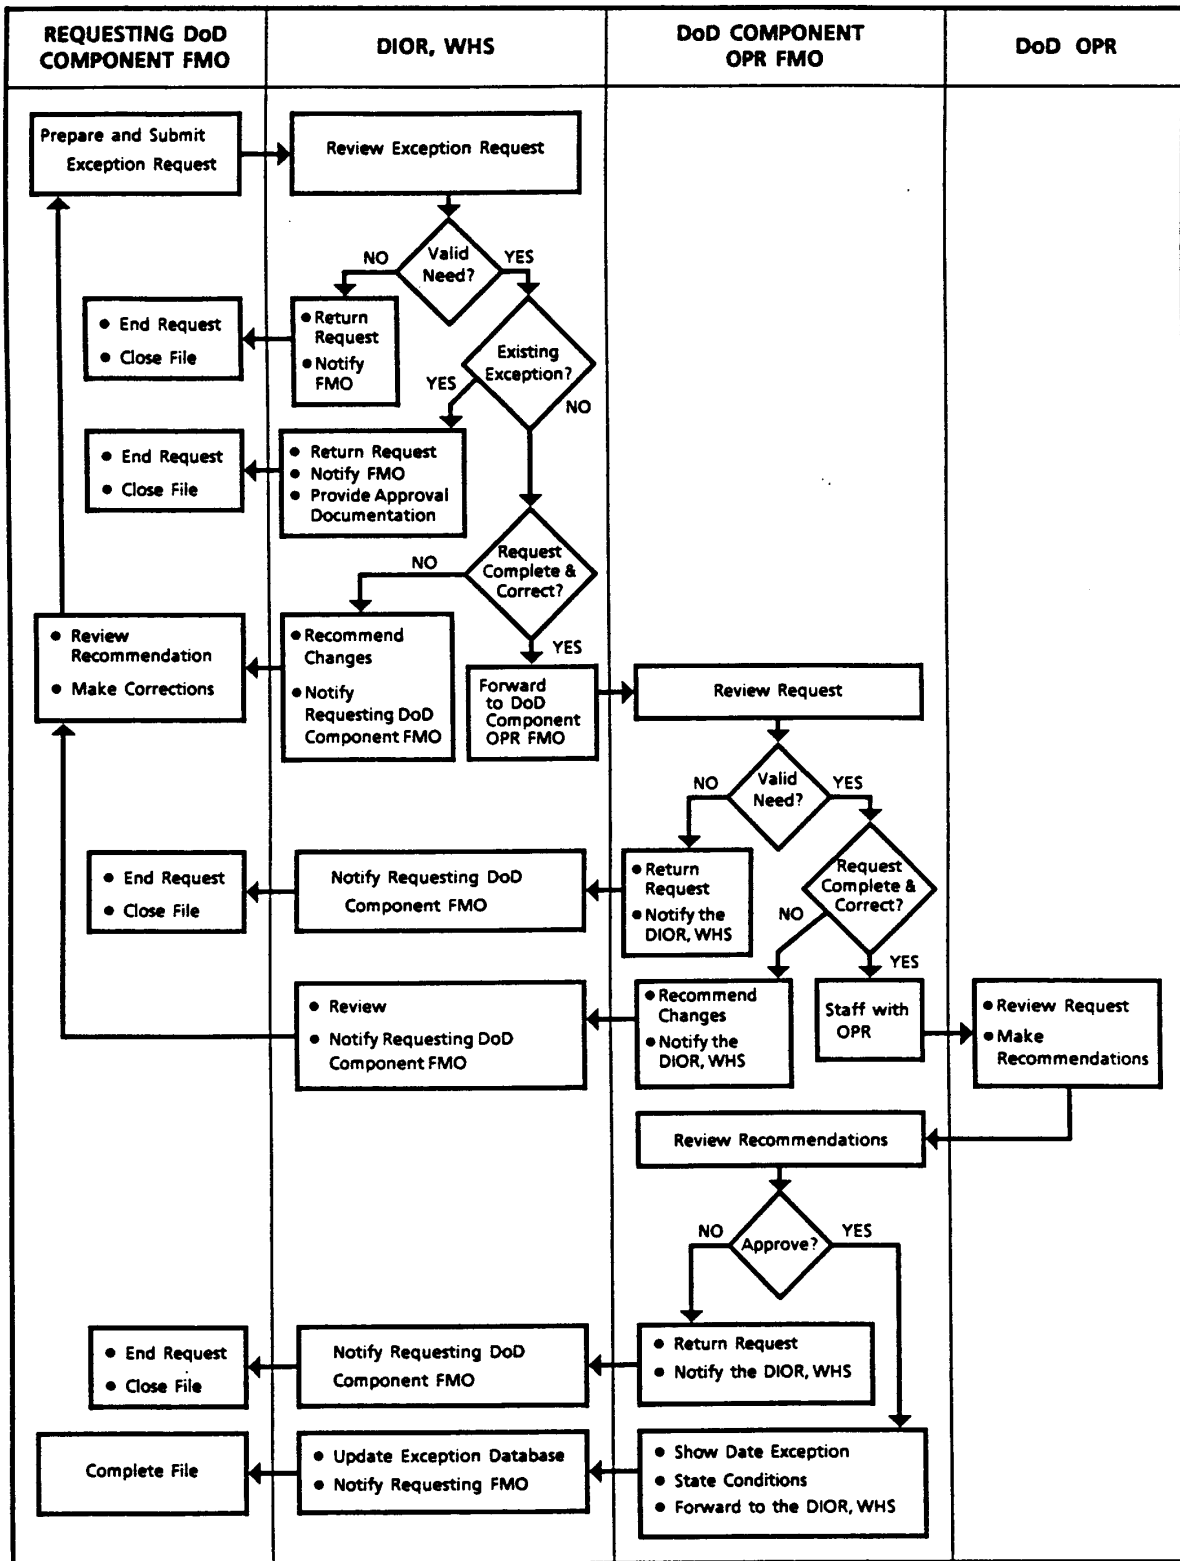 REQUESTING DoD
COMPONENT FMO
DIOR, WHS
DoD COMPONENT
OPR FMO
DoD OPR
Prepare and Submit
Exception Request
Review Exception Request
Valid
Need?
NO
YES
● End Request
● Close File
● Return
Request
● Notify
FMO
Existing
Exception?
YES
NO
● End Request
● Close File
● Return Request
● Notify FMO
● Provide Approval
Documentation
Request
Complete &
Correct?
NO
YES
● Review
Recommendation
● Make Corrections
● Recommend
Changes
● Notify
Requesting DoD
Component FMO
Forward
to DoD
Component
OPR FMO
Review Request
Valid
Need?
NO
YES
● End Request
● Close File
Notify Requesting DoD
Component FMO
● Return
Request
● Notify the
DIOR, WHS
Request
Complete &
Correct?
NO
YES
● Review
● Notify Requesting DoD
Component FMO
● Recommend
Changes
● Notify the
DIOR, WHS
Staff with
OPR
● Review Request
● Make
Recommendations
Review Recommendations
NO
YES
Approve?
● End Request
● Close File
Notify Requesting DoD
Component FMO
● Return Request
● Notify the DIOR, WHS
Complete File
● Update Exception Database
● Notify Requesting FMO
● Show Date Exception
● State Conditions
● Forward to the DIOR, WHS